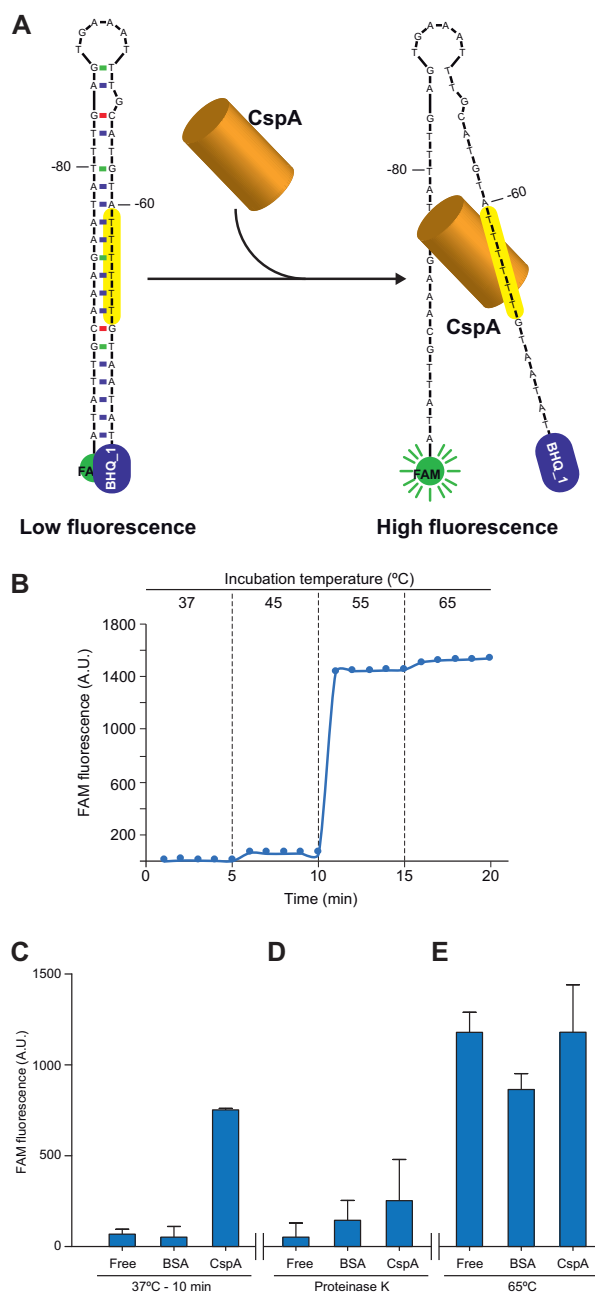 A
CspA
-80
-60
-80
-60
CspA
FAM
BHQ_1
FAM
BHQ_1
Low fluorescence
High fluorescence
B
Incubation temperature (ºC)
37 45 55 65
FAM fluorescence (A.U.)
1800
1400
1000
600
200
0 5 10 15 20
Time (min)
C D E
FAM fluorescence (A.U.)
1500
1000
500
0
Free BSA CspA Free BSA CspA Free BSA CspA
37ºC - 10 min Proteinase K 65ºC